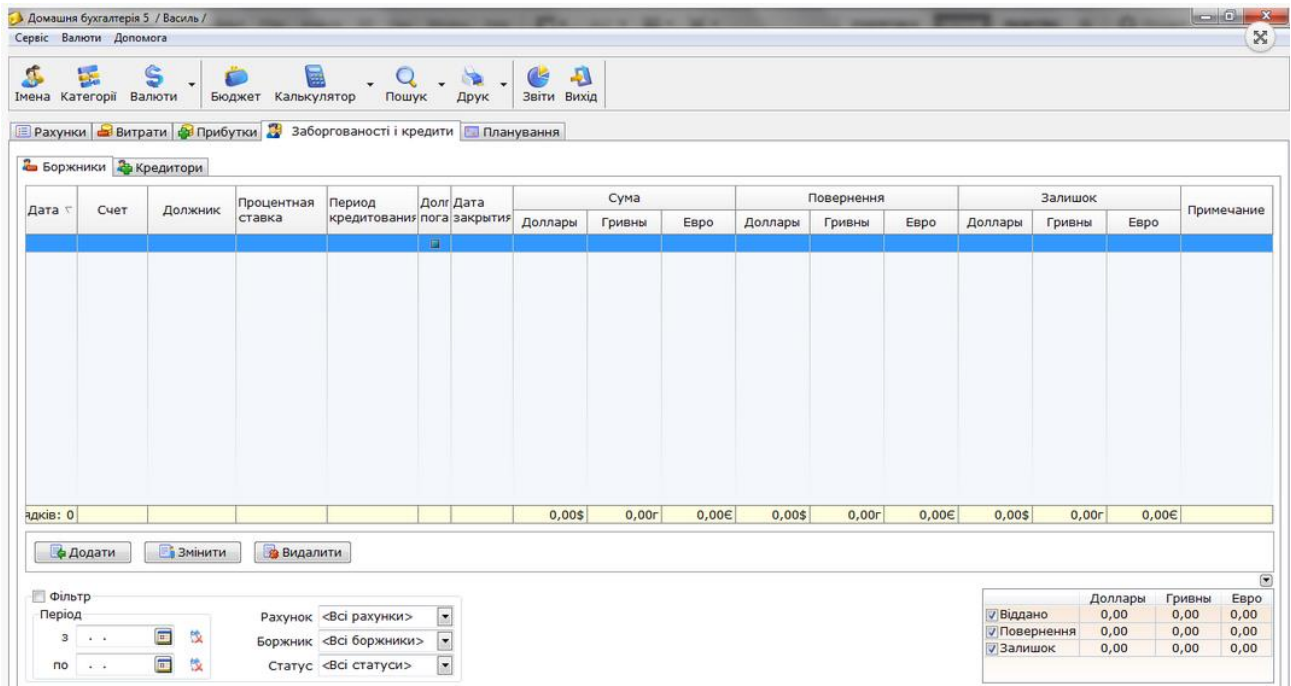 Домашня бухгалтерія 5 / Василь /
Сервіс Валюти Допомога
Імена Категорії Валюти Бюджет Калькулятор Пошук Друк Звіти Вихід
Рахунки Витрати Прибутки Заборгованості і кредити Планування
Боржники Кредитори
Дата Счет Должник Процентная ставка Период кредитования Долг пога Дата закрытия Сума Повернення Залишок Примечание
Доллары Гривны Евро Доллары Гривны Евро Доллары Гривны Евро
ядків: 0 0,00$ 0,00г 0,00€ 0,00$ 0,00г 0,00€ 0,00$ 0,00г 0,00€
Додати Змінити Видалити
Фільтр
Період
з . . Рахунок <Всі рахунки>
Боржник <Всі боржники>
по . . Статус <Всі статуси>
Доллары Гривны Евро
Віддано 0,00 0,00 0,00
Повернення 0,00 0,00 0,00
Залишок 0,00 0,00 0,00